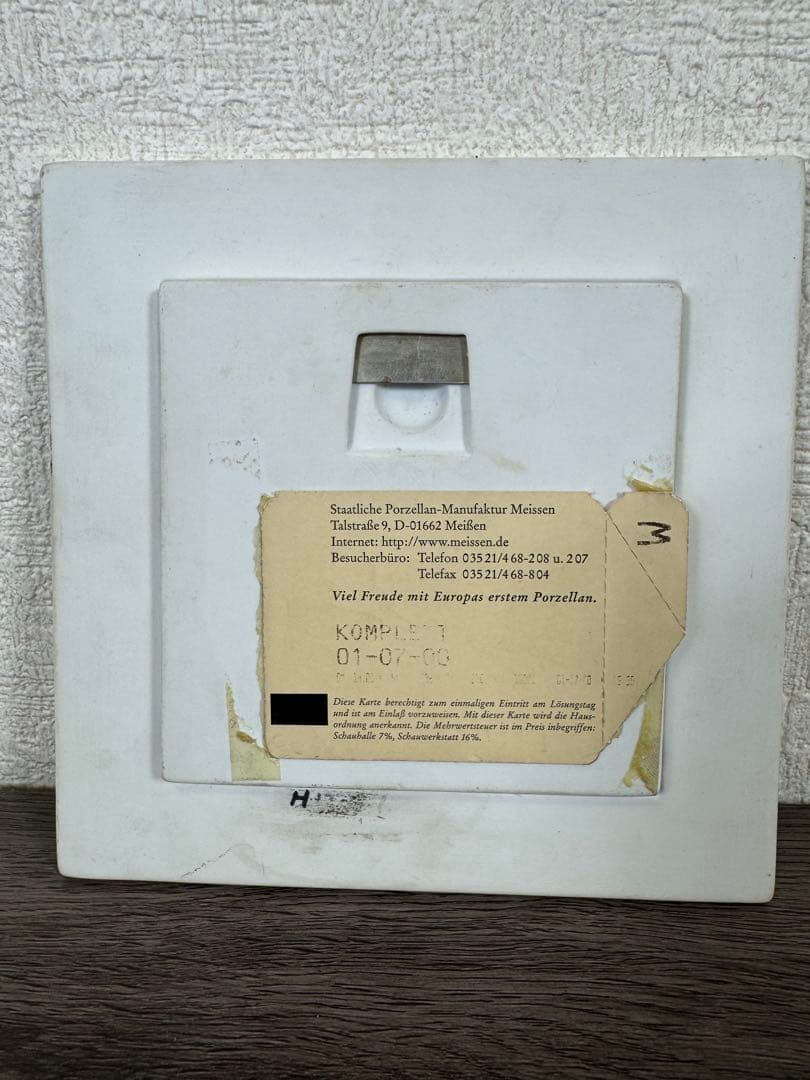 Staatliche Porzellan-Manufaktur Meissen
Talstraße 9, D-01662 Meißen
Internet: http://www.meissen.de
Besucherbüro: Telefon 03521/468-208 u. 207
Telefax 03521/468-804
Viel Freude mit Europas erstem Porzellan.
01-07-00
Diese Karte berechtigt zum einmaligen Eintritt am Lösungstag
und ist am Einlaß vorzuweisen. Mit dieser Karte wird die Haus-
ordnung anerkannt. Die Mehrwertsteuer ist im Preis inbegriffen:
Schauhalle 7%, Schauwerkstatt 16%.
H